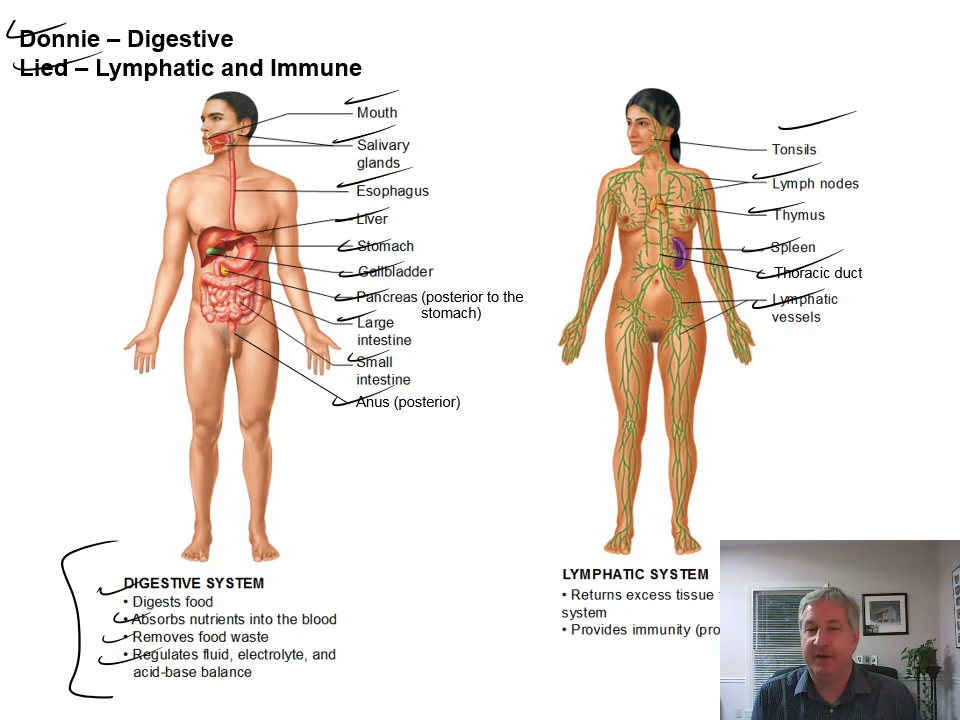 Donnie – Digestive
Lied – Lymphatic and Immune
Mouth
Salivary
glands
Esophagus
Liver
Stomach
Gallbladder
Pancreas (posterior to the
stomach)
Large
intestine
Small
intestine
Anus (posterior)
DIGESTIVE SYSTEM
• Digests food
• Absorbs nutrients into the blood
• Removes food waste
• Regulates fluid, electrolyte, and
acid-base balance
Tonsils
Lymph nodes
Thymus
Spleen
Thoracic duct
Lymphatic
vessels
LYMPHATIC SYSTEM
• Returns excess tissue
system
• Provides immunity